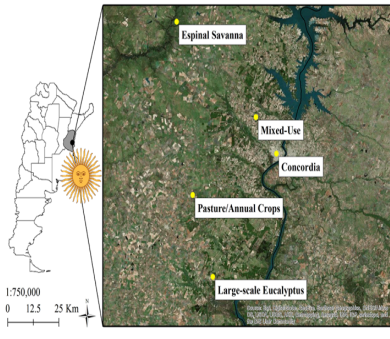 Espinal Savanna
Mixed-Use
Concordia
Pasture/Annual Crops
Large-scale Eucalyptus
1:750,000
0 12.5 25 Km
N